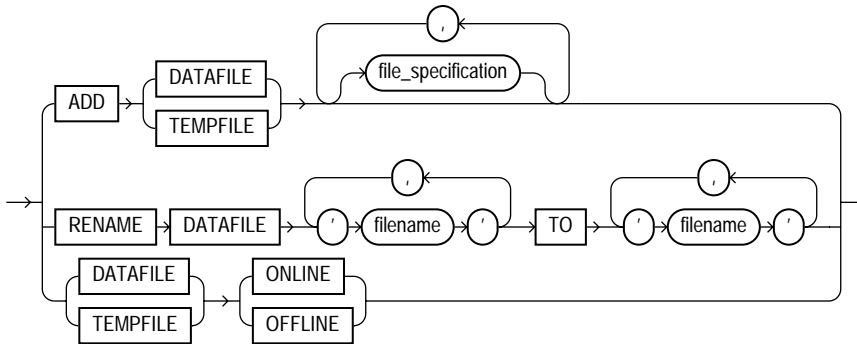 ,
DATAFILE
file_specification
ADD
TEMPFILE
, ,
RENAME DATAFILE ' filename ' TO ' filename '
DATAFILE ONLINE
TEMPFILE OFFLINE